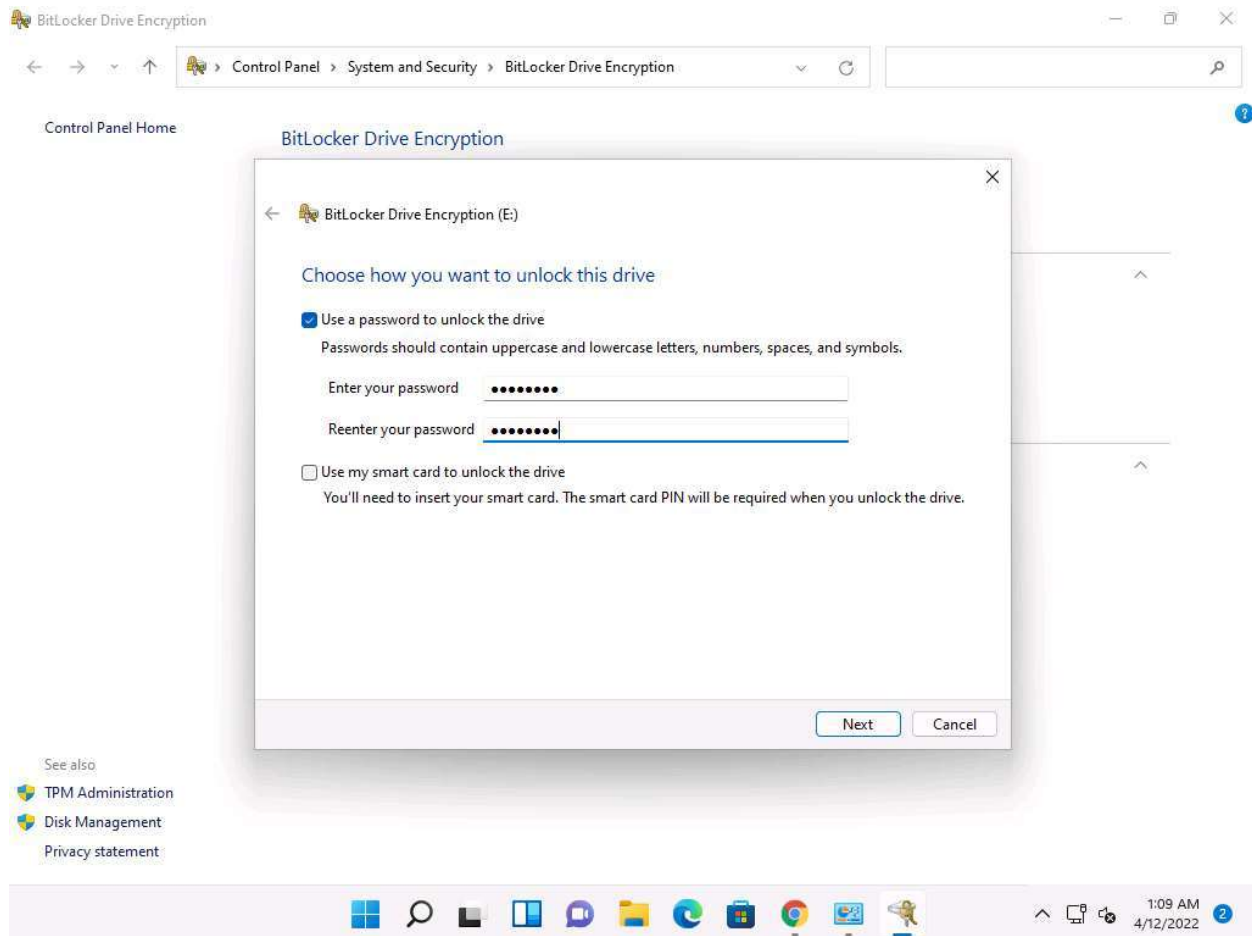 BitLocker Drive Encryption
Control Panel > System and Security > BitLocker Drive Encryption
Control Panel Home
BitLocker Drive Encryption
BitLocker Drive Encryption (E:)
Choose how you want to unlock this drive
Use a password to unlock the drive
Passwords should contain uppercase and lowercase letters, numbers, spaces, and symbols.
Enter your password ●●●●●●●●
Reenter your password ●●●●●●●●
Use my smart card to unlock the drive
You'll need to insert your smart card. The smart card PIN will be required when you unlock the drive.
Next Cancel
See also
TPM Administration
Disk Management
Privacy statement
1:09 AM
4/12/2022
2